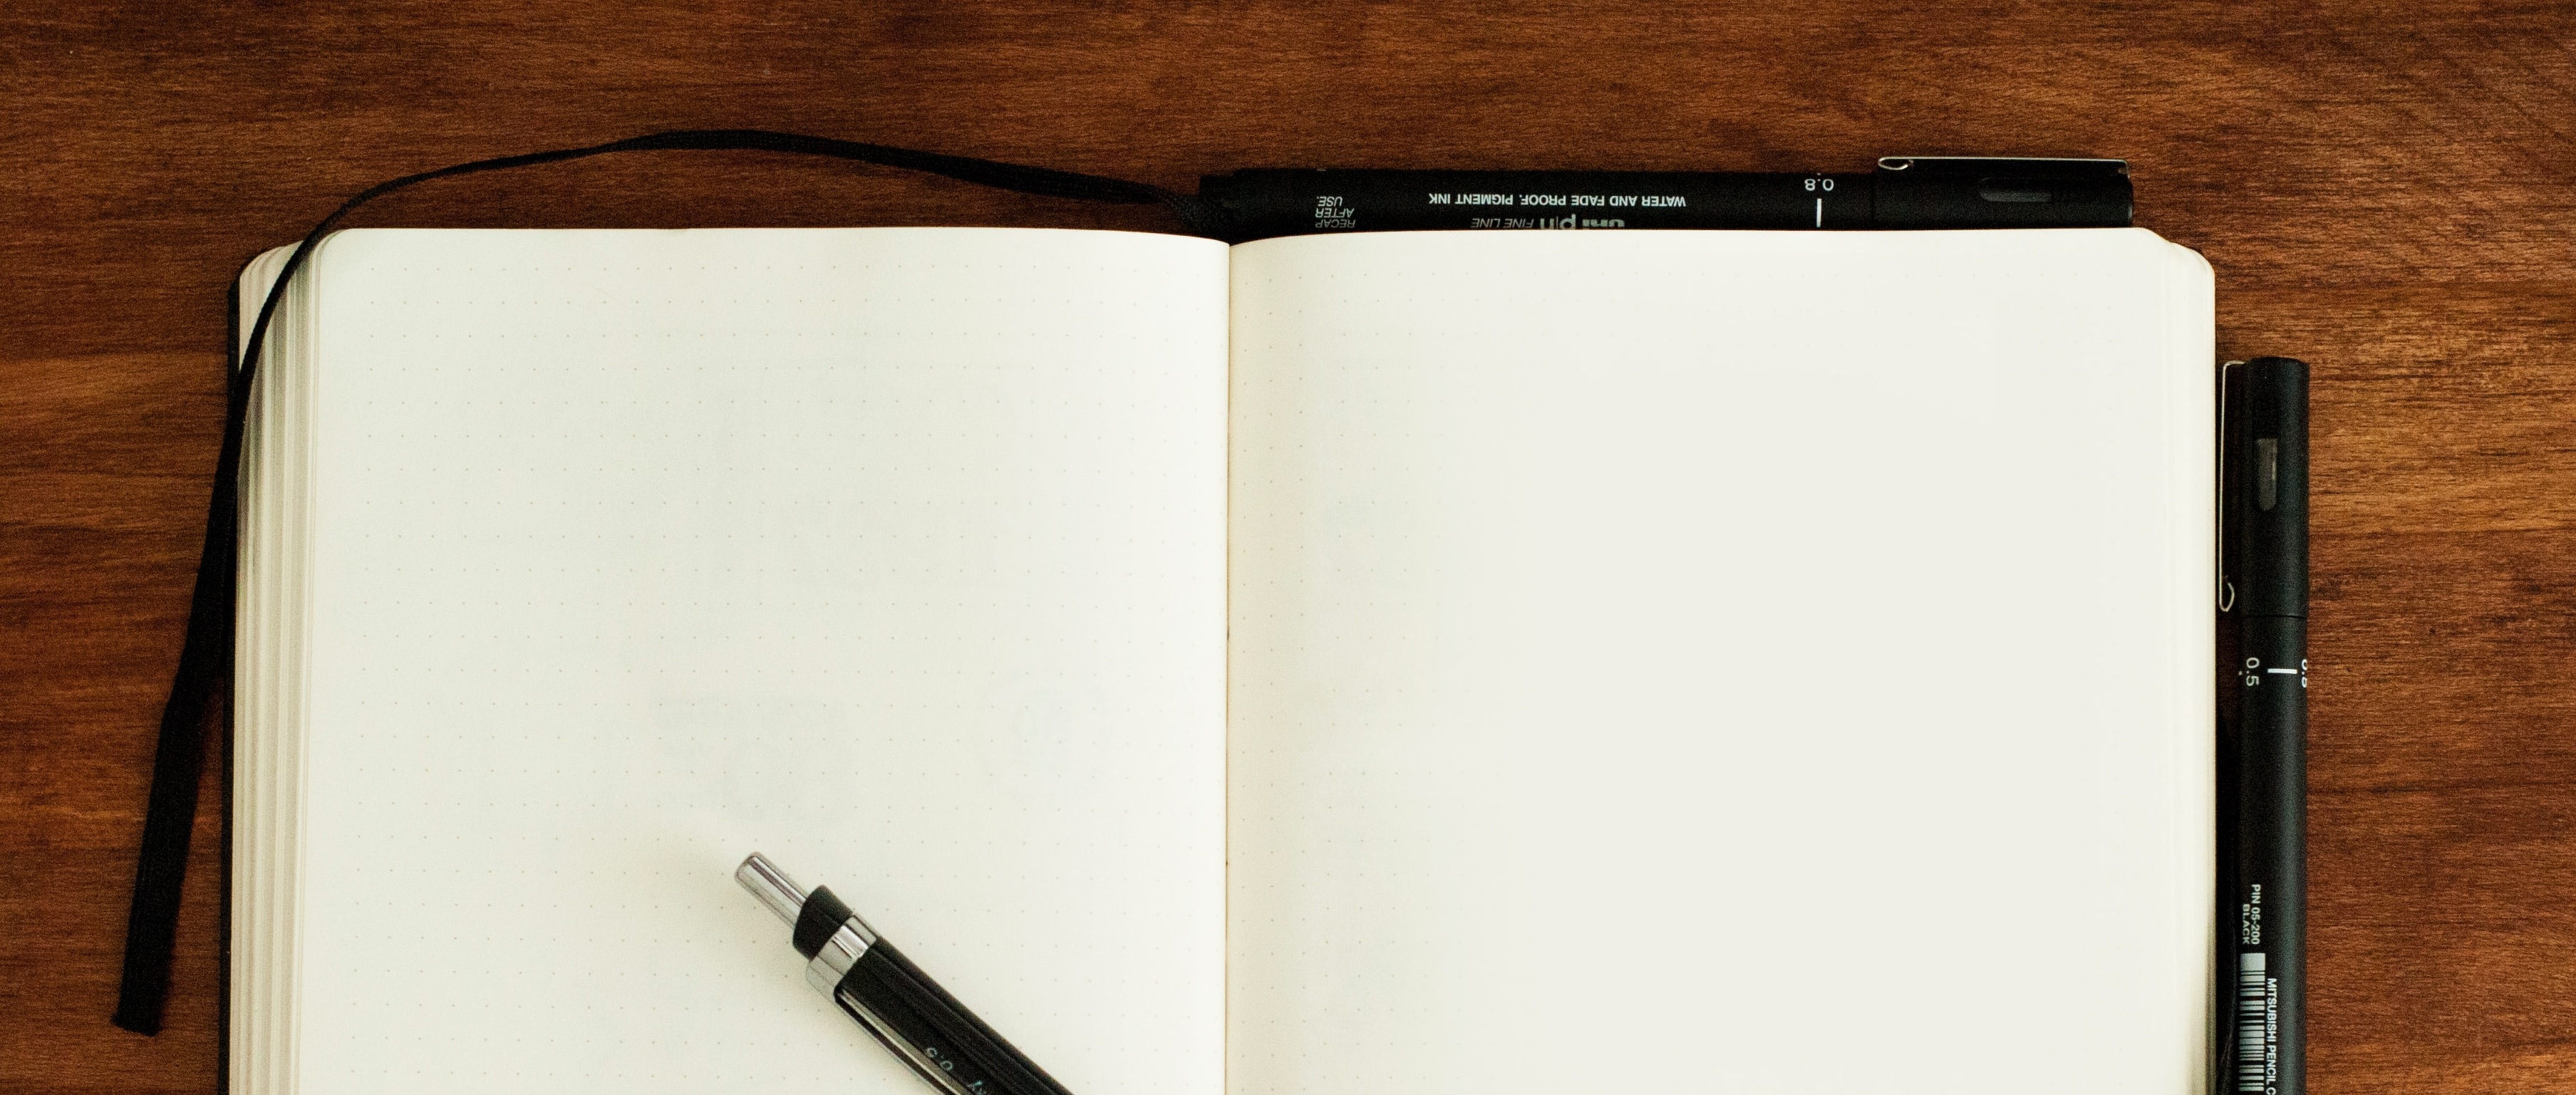 0.8
WATER AND FADE PROOF. PIGMENT INK
uni pin FINE LINE
RECAP
AFTER
USE.
0.5
PIN 05-200
BLACK
MITSUBISHI PENCIL C
0.5